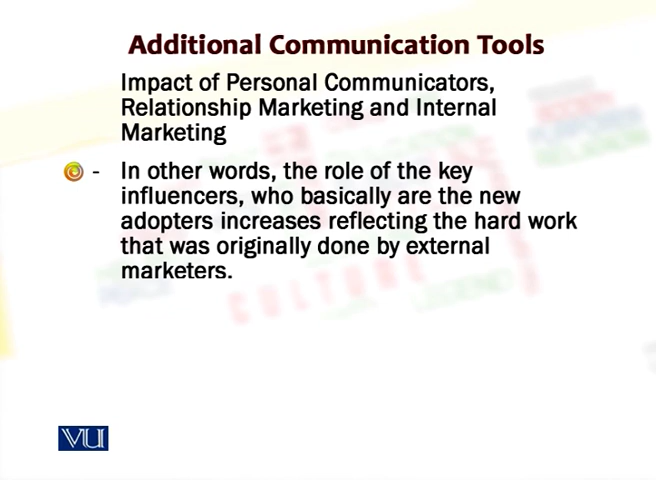 Additional Communication Tools
Impact of Personal Communicators,
Relationship Marketing and Internal
Marketing
- In other words, the role of the key
influencers, who basically are the new
adopters increases reflecting the hard work
that was originally done by external
marketers.
CULTURE
VU